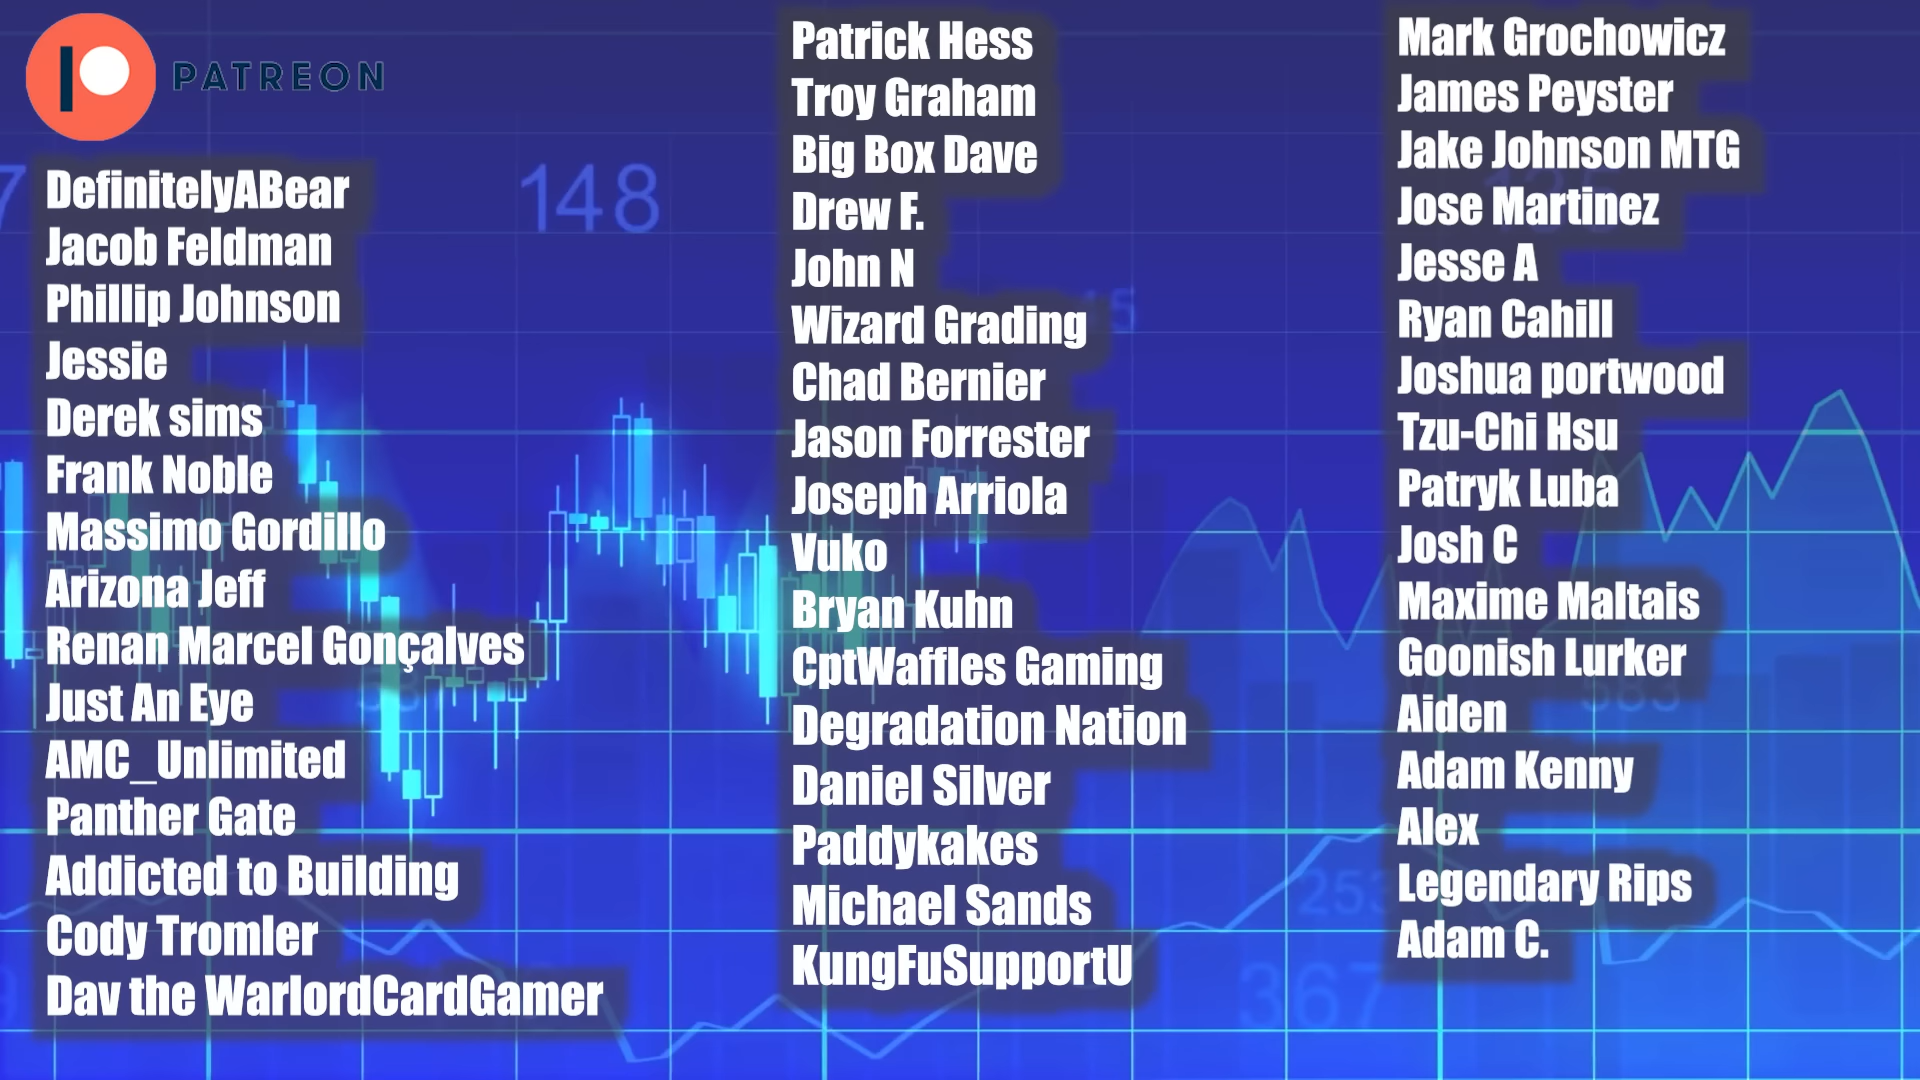 PATREON
DefinitelyABear
Jacob Feldman
Phillip Johnson
Jessie
Derek sims
Frank Noble
Massimo Gordillo
Arizona Jeff
Renan Marcel Gonçalves
Just An Eye
AMC_Unlimited
Panther Gate
Addicted to Building
Cody Tromler
Dav the WarlordCardGamer
Patrick Hess
Troy Graham
Big Box Dave
Drew F.
John N
Wizard Grading
Chad Bernier
Jason Forrester
Joseph Arriola
Vuko
Bryan Kuhn
CptWaffles Gaming
Degradation Nation
Daniel Silver
Paddykakes
Michael Sands
KungFuSupportU
Mark Grochowicz
James Peyster
Jake Johnson MTG
Jose Martinez
Jesse A
Ryan Cahill
Joshua portwood
Tzu-Chi Hsu
Patryk Luba
Josh C
Maxime Maltais
Goonish Lurker
Aiden
Adam Kenny
Alex
Legendary Rips
Adam C.
148
583
253
367